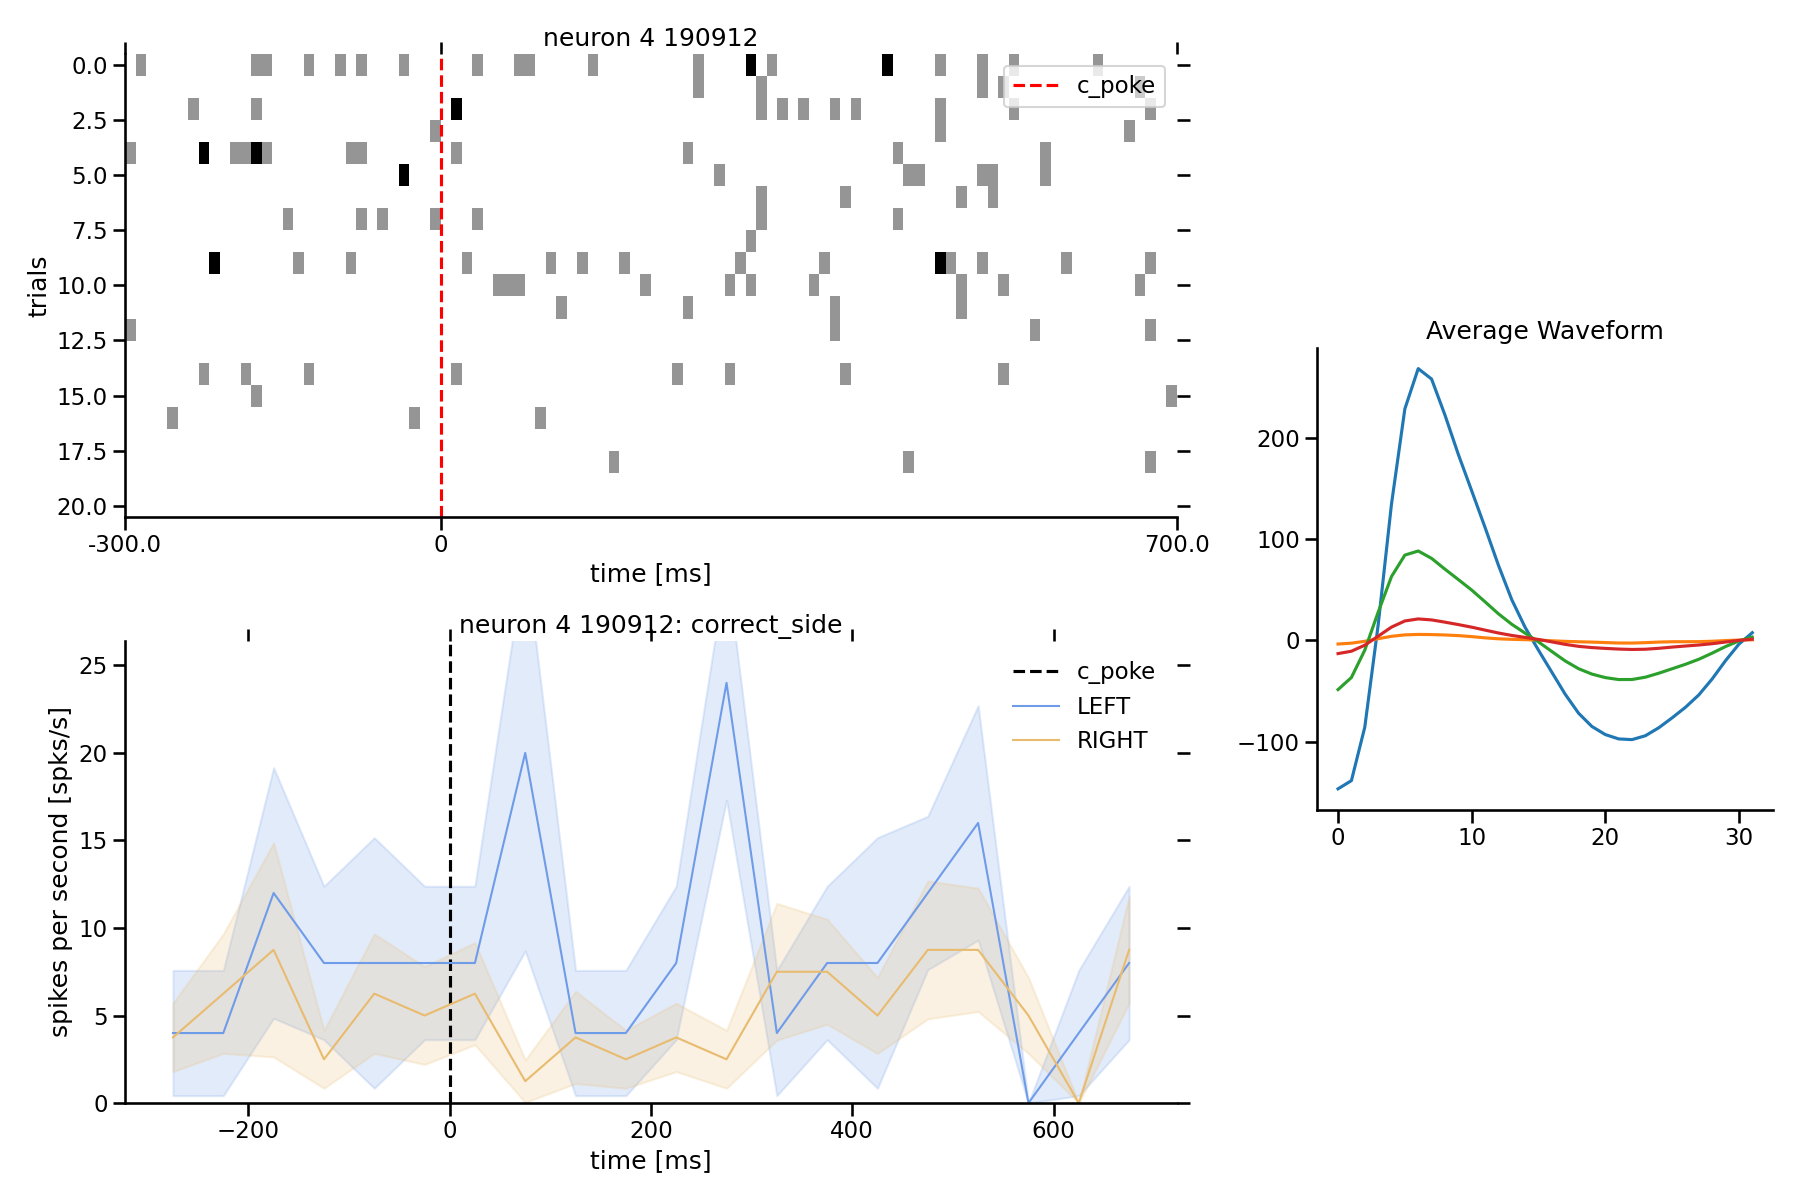 neuron 4 190912
0.0
2.5
5.0
7.5
10.0
12.5
15.0
17.5
20.0
trials
c_poke
-300.0 0 700.0
time [ms]
neuron 4 190912: correct_side
25
20
15
10
5
0
spikes per second [spks/s]
c_poke
LEFT
RIGHT
−200 0 200 400 600
time [ms]
Average Waveform
200
100
0
−100
0 10 20 30